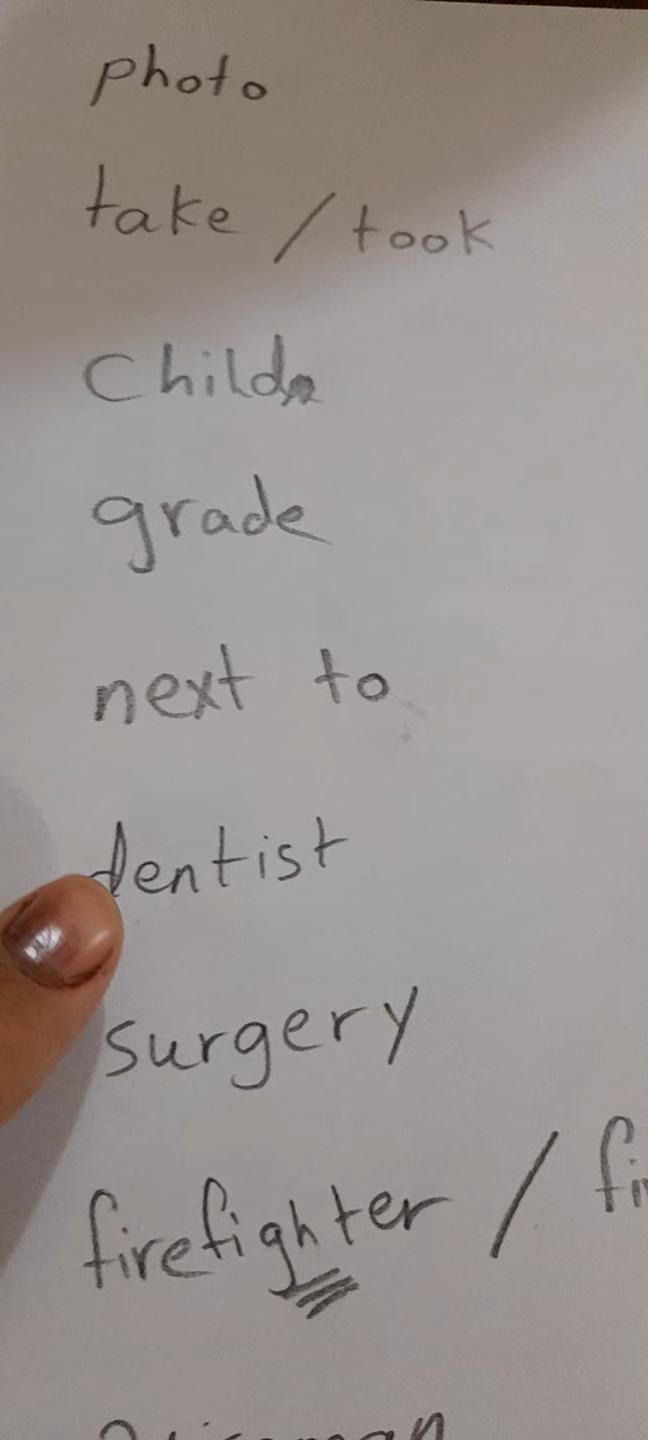 photo
take / took
Child
grade
next to
dentist
surgery
firefighter /